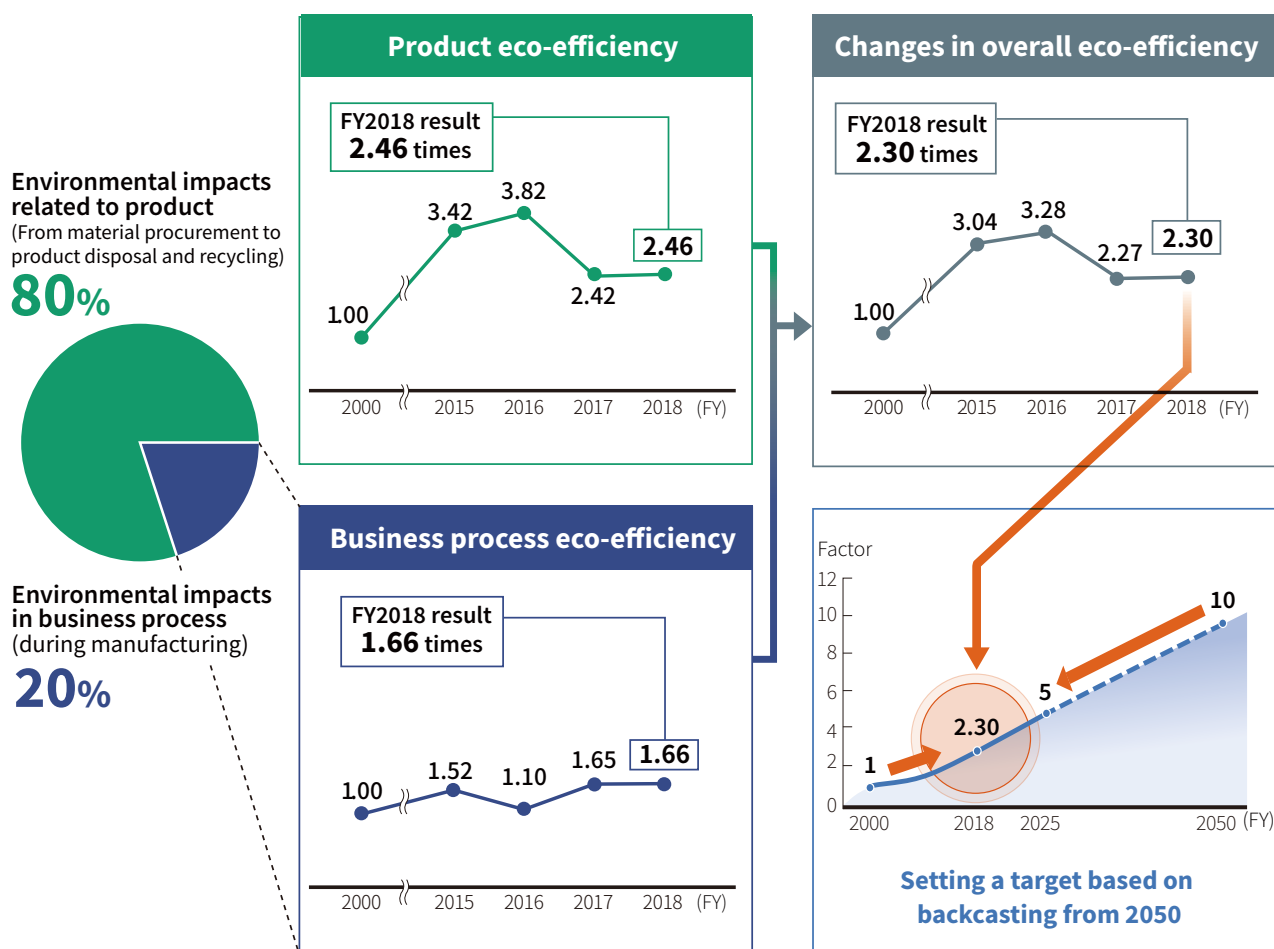 Environmental impacts
related to product
(From material procurement to
product disposal and recycling)
80%
Environmental impacts
in business process
(during manufacturing)
20%
Product eco-efficiency
FY2018 result
2.46 times
1.00
3.42
3.82
2.42
2.46
2000
2015
2016
2017
2018
(FY)
Business process eco-efficiency
FY2018 result
1.66 times
1.00
1.52
1.10
1.65
1.66
2000
2015
2016
2017
2018
(FY)
Changes in overall eco-efficiency
FY2018 result
2.30 times
1.00
3.04
3.28
2.27
2.30
2000
2015
2016
2017
2018
(FY)
Factor
12
10
8
6
4
2
0
1
2.30
5
10
2000
2018
2025
2050
(FY)
Setting a target based on
backcasting from 2050